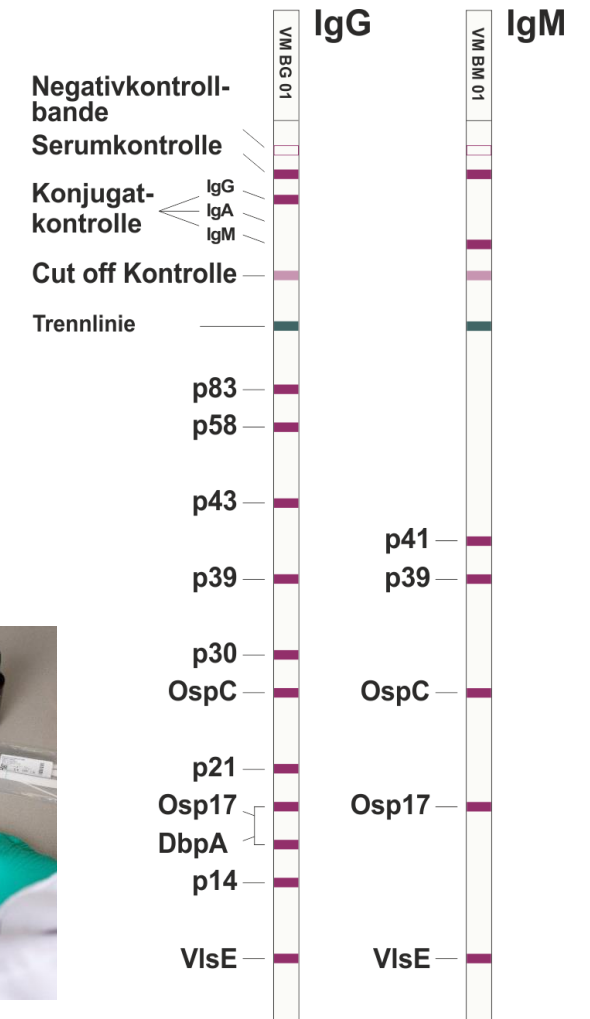 IgG
IgM
VM BG 01
VM BM 01
Negativkontroll-
bande
Serumkontrolle
Konjugat-
kontrolle
IgG
IgA
IgM
Cut off Kontrolle
Trennlinie
p83
p58
p43
p39
p30
OspC
p21
Osp17
DbpA
p14
VlsE
p41
p39
OspC
Osp17
VlsE